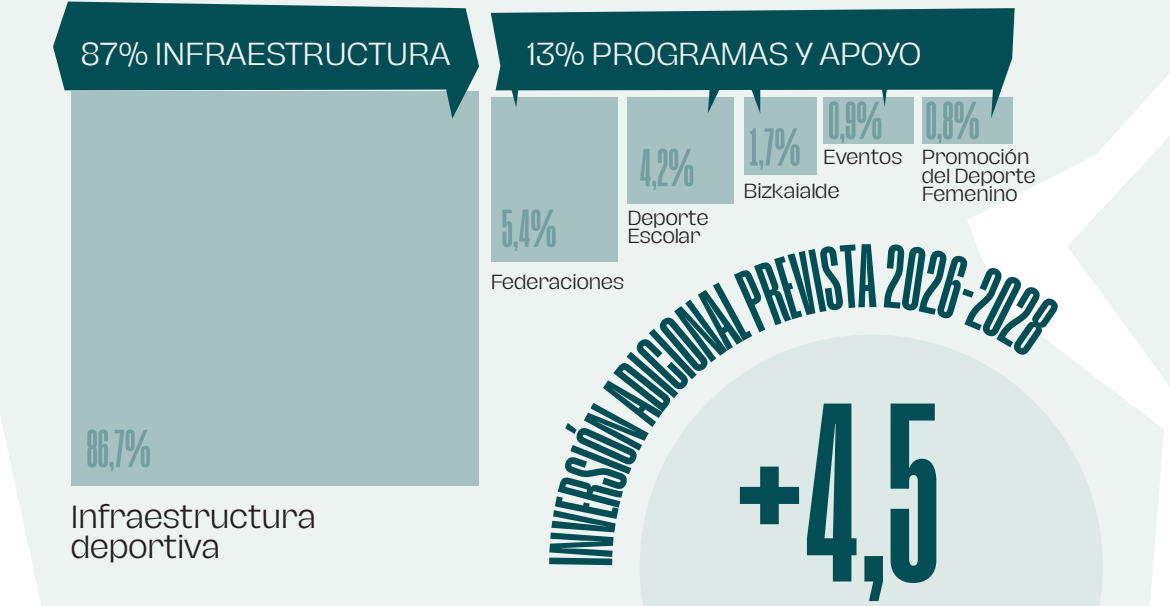 87% INFRAESTRUCTURA
13% PROGRAMAS Y APOYO
86,7%
Infraestructura
deportiva
5,4%
Federaciones
4,2%
Deporte
Escolar
1,7%
Bizkaialde
0,9%
Eventos
0,8%
Promoción
del Deporte
Femenino
INVERSIÓN ADICIONAL PREVISTA 2026-2028
+4,5